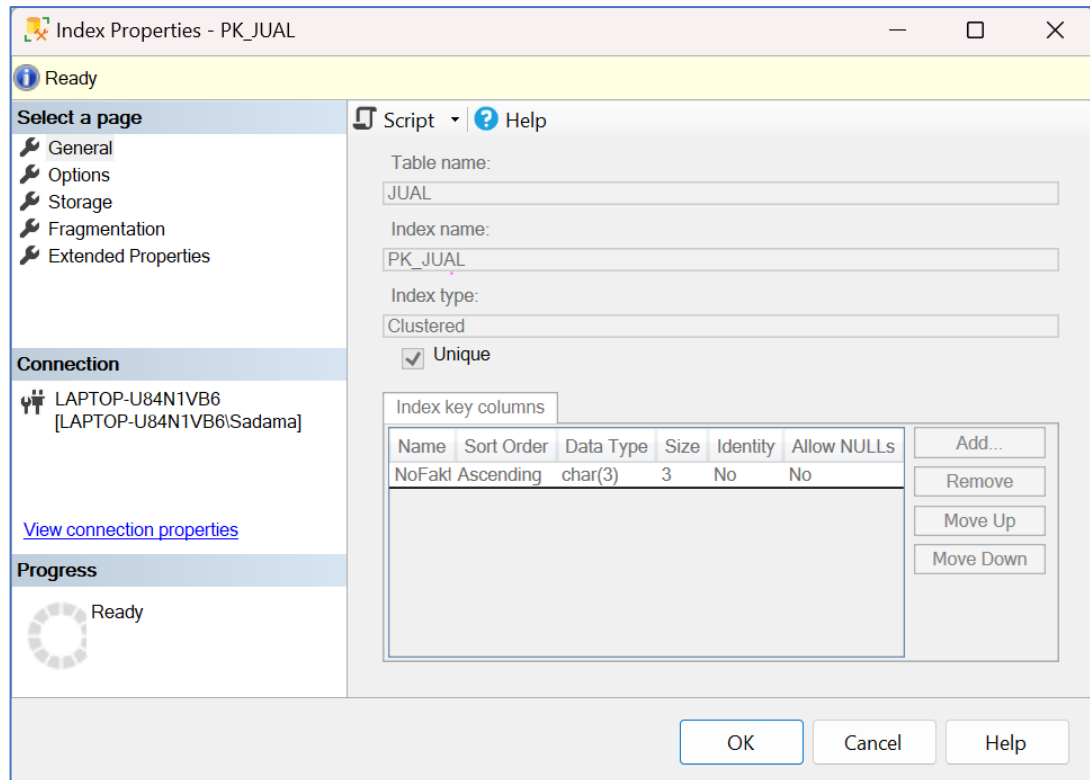 Index Properties - PK_JUAL
Ready
Select a page
General
Options
Storage
Fragmentation
Extended Properties
Connection
LAPTOP-U84N1VB6
[LAPTOP-U84N1VB6\Sadama]
View connection properties
Progress
Ready
Script Help
Table name:
JUAL
Index name:
PK_JUAL
Index type:
Clustered
Unique
Index key columns
Name Sort Order Data Type Size Identity Allow NULLs
NoFakt Ascending char(3) 3 No No
Add...
Remove
Move Up
Move Down
OK Cancel Help